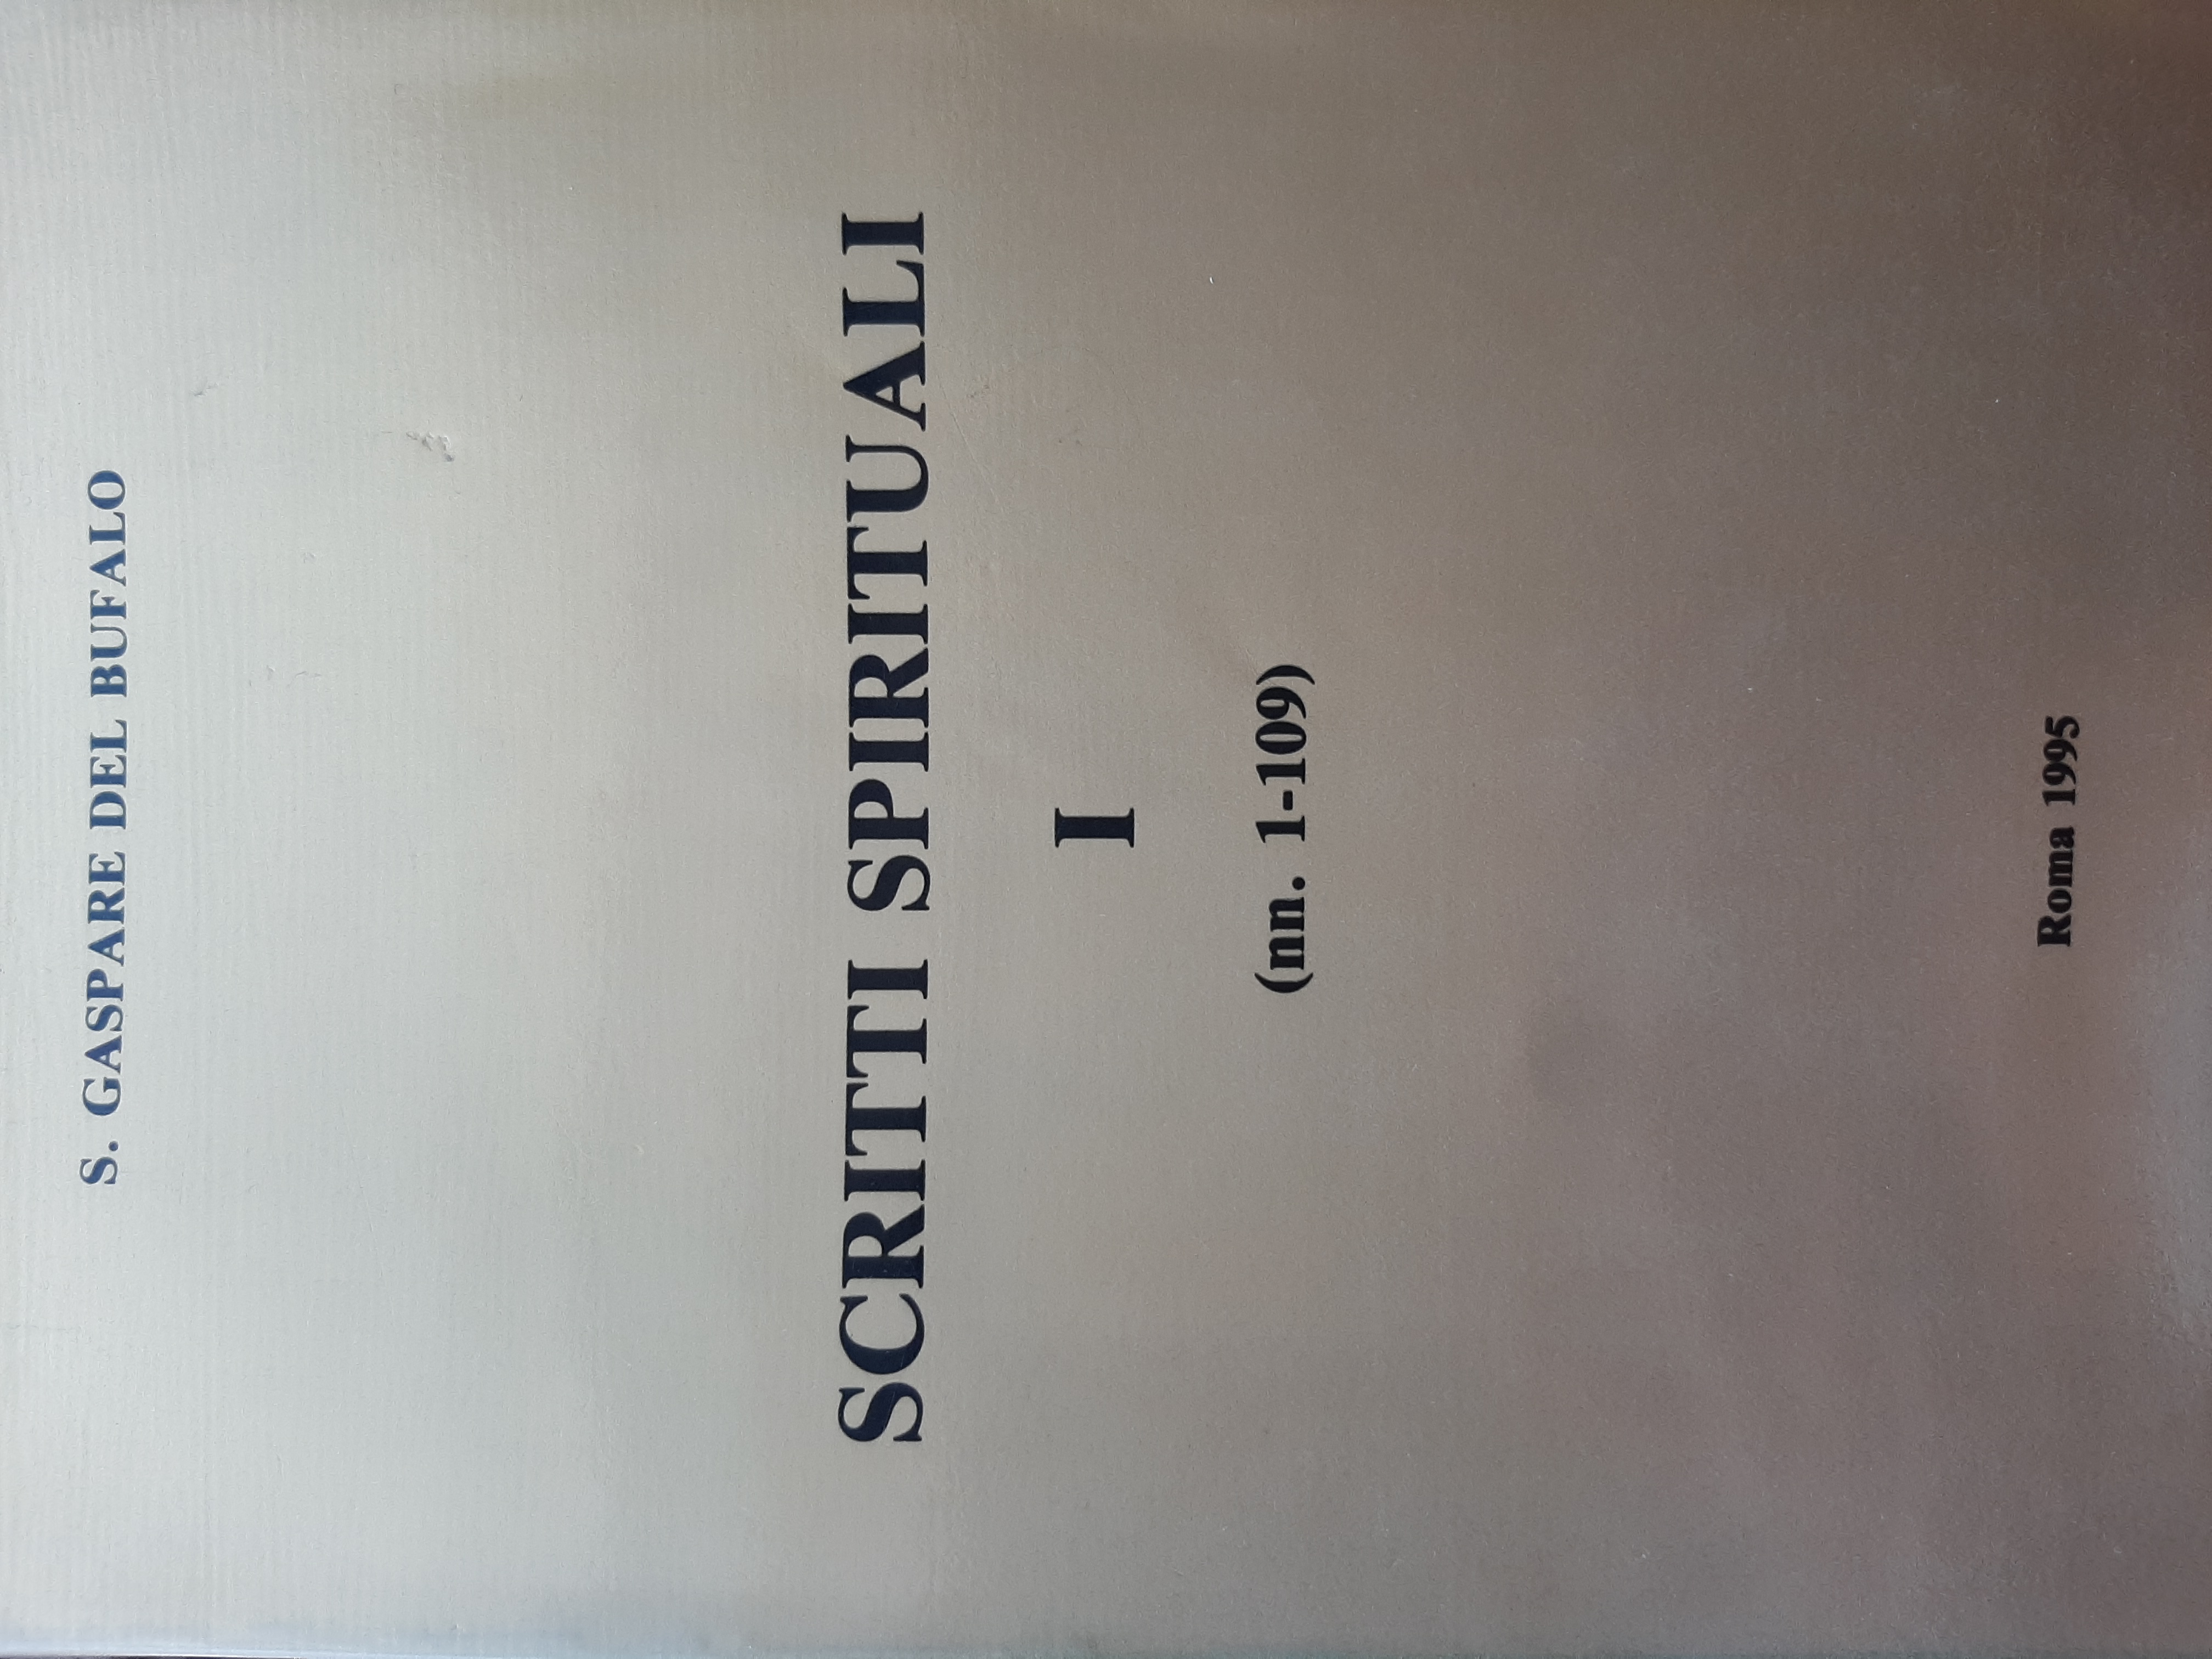 S. GASPARE DEL BUFALO
SCRITTI SPIRITUALI
I
(nn. 1-109)
Roma 1995